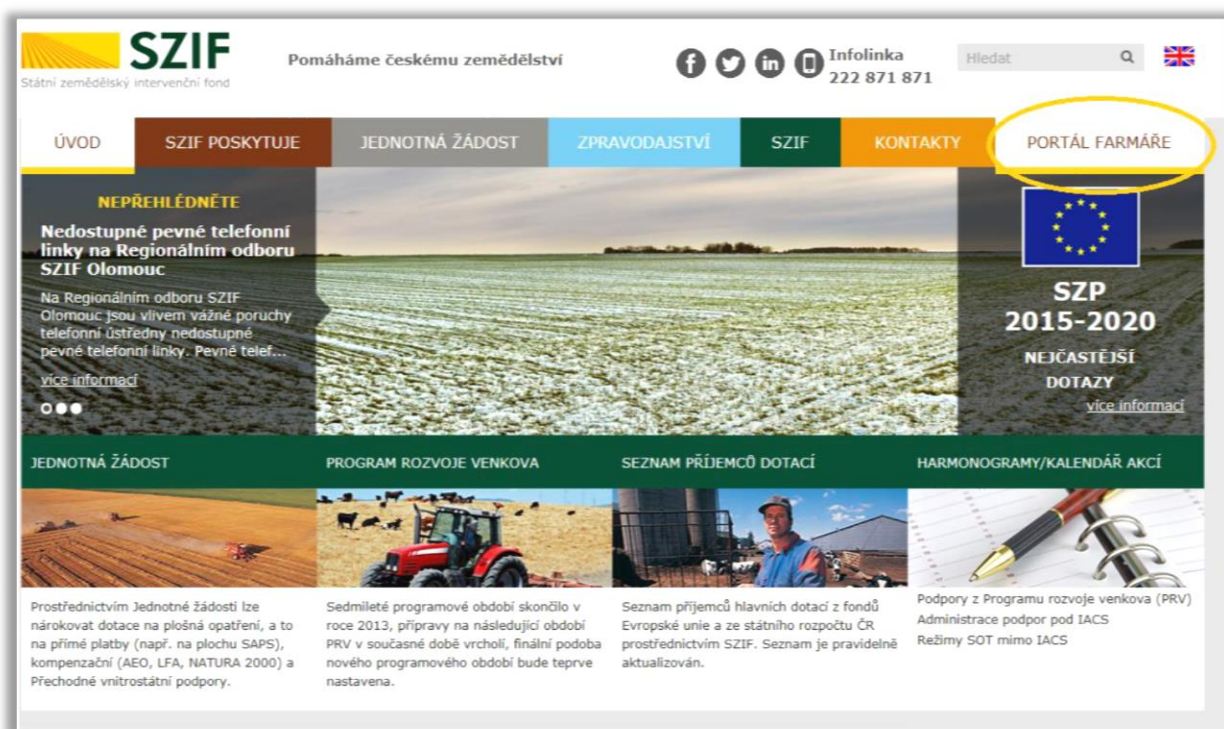 SZIF
Státní zemědělský intervenční fond
Pomáháme českému zemědělství
Infolinka
222 871 871
Hledat
ÚVOD
SZIF POSKYTUJE
JEDNOTNÁ ŽÁDOST
ZPRAVODAJSTVÍ
SZIF
KONTAKTY
PORTÁL FARMÁŘE
NEPŘEHLÉDNĚTE
Nedostupné pevné telefonní
linky na Regionálním odboru
SZIF Olomouc
Na Regionálním odboru SZIF
Olomouc jsou vlivem vážné poruchy
telefonní ústředny nedostupné
pevné telefonní linky. Pevné telef...
více informací
SZP
2015-2020
NEJČASTĚJŠÍ
DOTAZY
více informací
JEDNOTNÁ ŽÁDOST
PROGRAM ROZVOJE VENKOVA
SEZNAM PŘÍJEMCŮ DOTACÍ
HARMONOGRAMY/KALENDÁŘ AKCÍ
Prostřednictvím Jednotné žádosti lze
nárokovat dotace na plošná opatření, a to
na přímé platby (např. na plochu SAPS),
kompenzační (AEO, LFA, NATURA 2000) a
Přechodné vnitrostátní podpory.
Sedmileté programové období skončilo v
roce 2013, přípravy na následující období
PRV v současné době vrcholí, finální podoba
nového programového období bude teprve
nastavena.
Seznam příjemců hlavních dotací z fondů
Evropské unie a ze státního rozpočtu ČR
prostřednictvím SZIF. Seznam je pravidelně
aktualizován.
Podpory z Programu rozvoje venkova (PRV)
Administrace podpor pod IACS
Režimy SOT mimo IACS